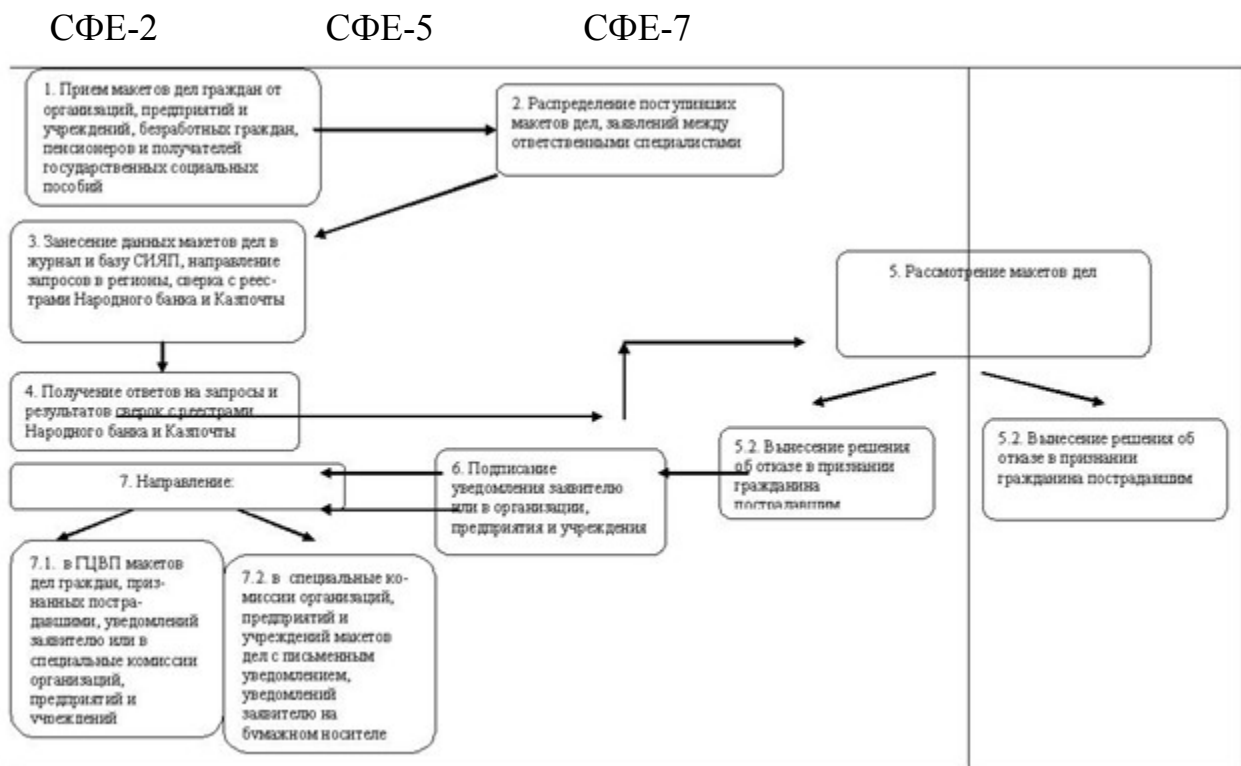 СФЕ-2 СФЕ-5 СФЕ-7
1. Прием макетов дел граждан от
организаций, предприятий и
учреждений, безработных граждан,
пенсионеров и получателей
государственных социальных
пособий
2. Распределение поступивших
макетов дел, заявлений между
ответственными специалистами
3. Занесение данных макетов дел в
журнал и базу СИЯП, направление
запросов в регионы, сверка с реес-
трами Народного банка и Казпочты
4. Получение ответов на запросы и
результатов сверок с реестрами
Народного банка и Казпочты
5. Рассмотрение макетов дел
5.2. Вынесение решения
об отказе в признании
гражданина
пострадавшим
5.2. Вынесение решения об
отказе в признании
гражданина пострадавшим
6. Подписание
уведомления заявителю
или в организации,
предприятия и учреждения
7. Направление:
7.1. в ГЦВП макетов
дел граждан, приз-
нанных постра-
давшими, уведомлений
заявителю или в
специальные комиссии
организаций,
предприятий и
учреждений
7.2. в специальные ко-
миссии организаций,
предприятий и
учреждений макетов
дел с письменным
уведомлением,
уведомлений
заявителю на
бумажном носителе